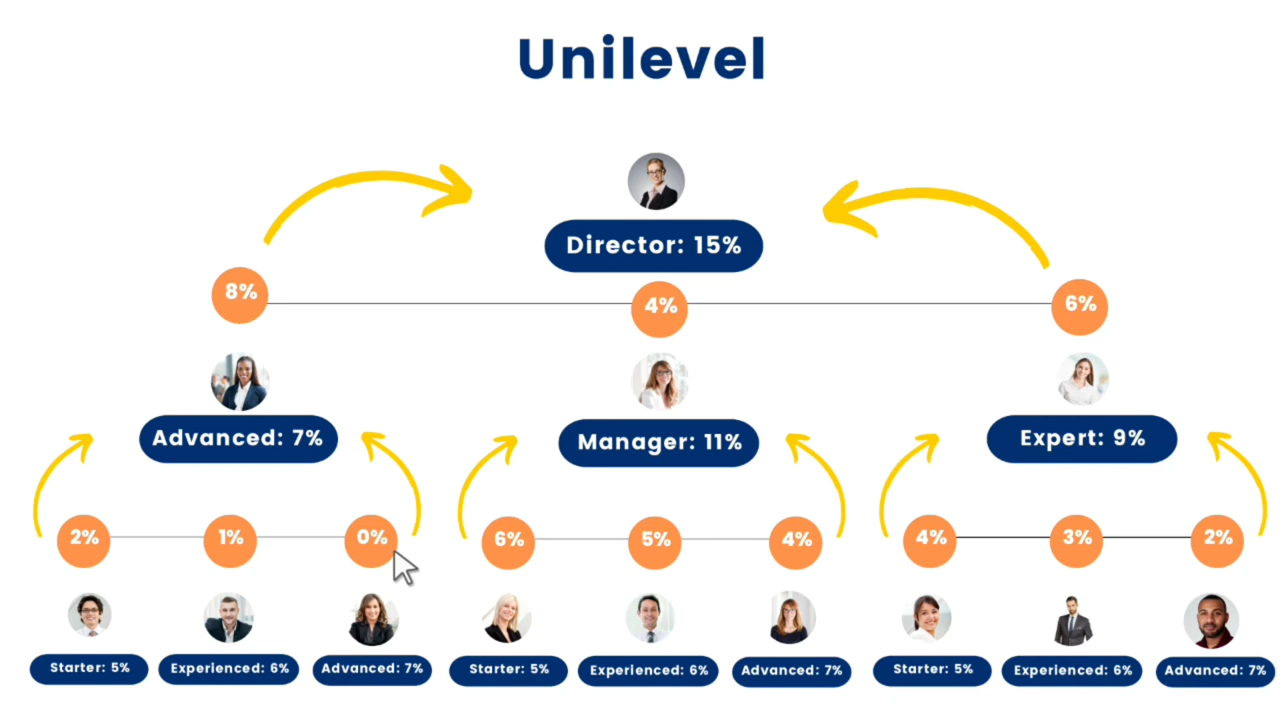 Unilevel
Director: 15%
8%
4%
6%
Advanced: 7%
Manager: 11%
Expert: 9%
2%
1%
0%
6%
5%
4%
4%
3%
2%
Starter: 5%
Experienced: 6%
Advanced: 7%
Starter: 5%
Experienced: 6%
Advanced: 7%
Starter: 5%
Experienced: 6%
Advanced: 7%